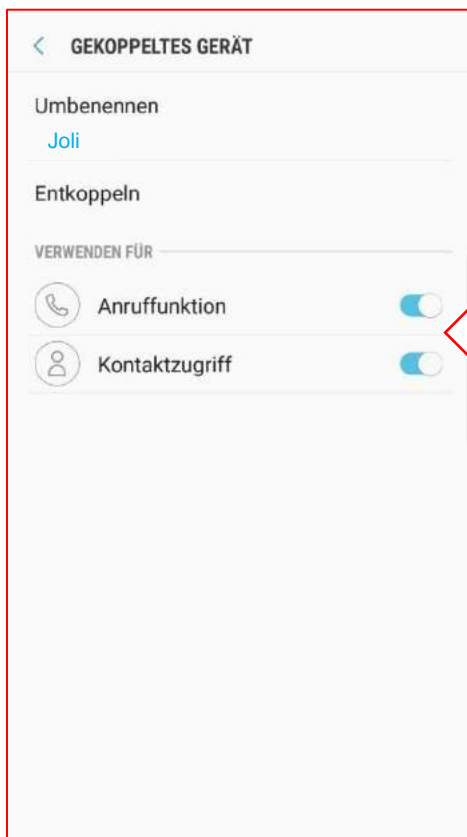 GEKOPPELTES GERÄT
Umbenennen
Joli
Entkoppeln
VERWENDEN FÜR
Anruffunktion
Kontaktzugriff